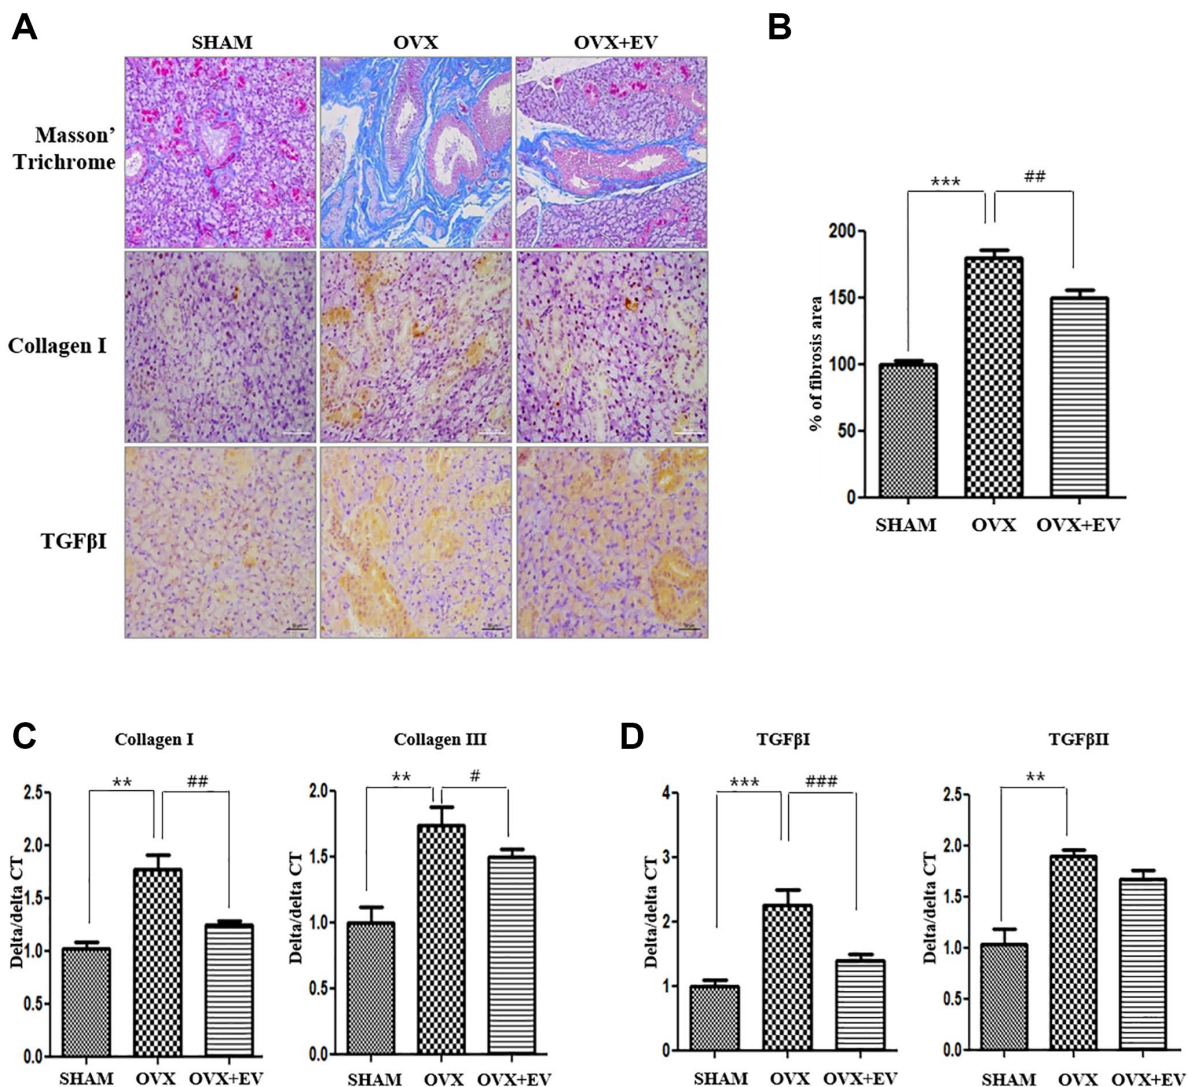 A
SHAM
OVX
OVX+EV
Masson’
Trichrome
Collagen I
TGFβI
B
***
##
% of fibrosis area
200
150
100
50
0
SHAM
OVX
OVX+EV
C
Collagen I
**
##
Delta/delta CT
2.5
2.0
1.5
1.0
0.5
0.0
SHAM
OVX
OVX+EV
Collagen III
**
#
Delta/delta CT
2.0
1.5
1.0
0.5
0.0
SHAM
OVX
OVX+EV
D
TGFβI
***
###
Delta/delta CT
4
3
2
1
0
SHAM
OVX
OVX+EV
TGFβII
**
Delta/delta CT
2.5
2.0
1.5
1.0
0.5
0.0
SHAM
OVX
OVX+EV